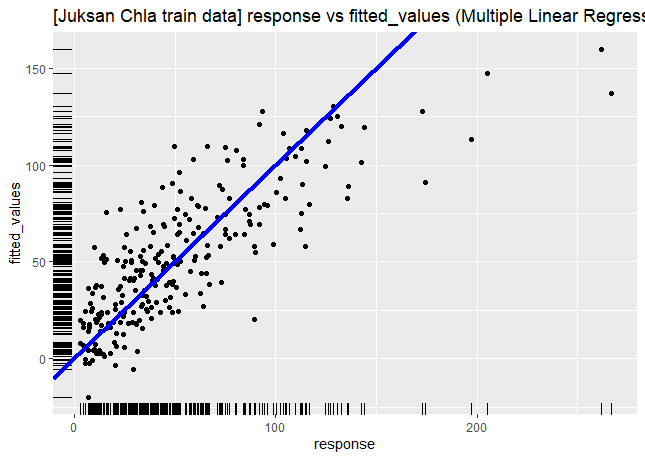 [Juksan Chla train data] response vs fitted_values (Multiple Linear Regress
150
100
50
0
fitted_values
0 100 200
response